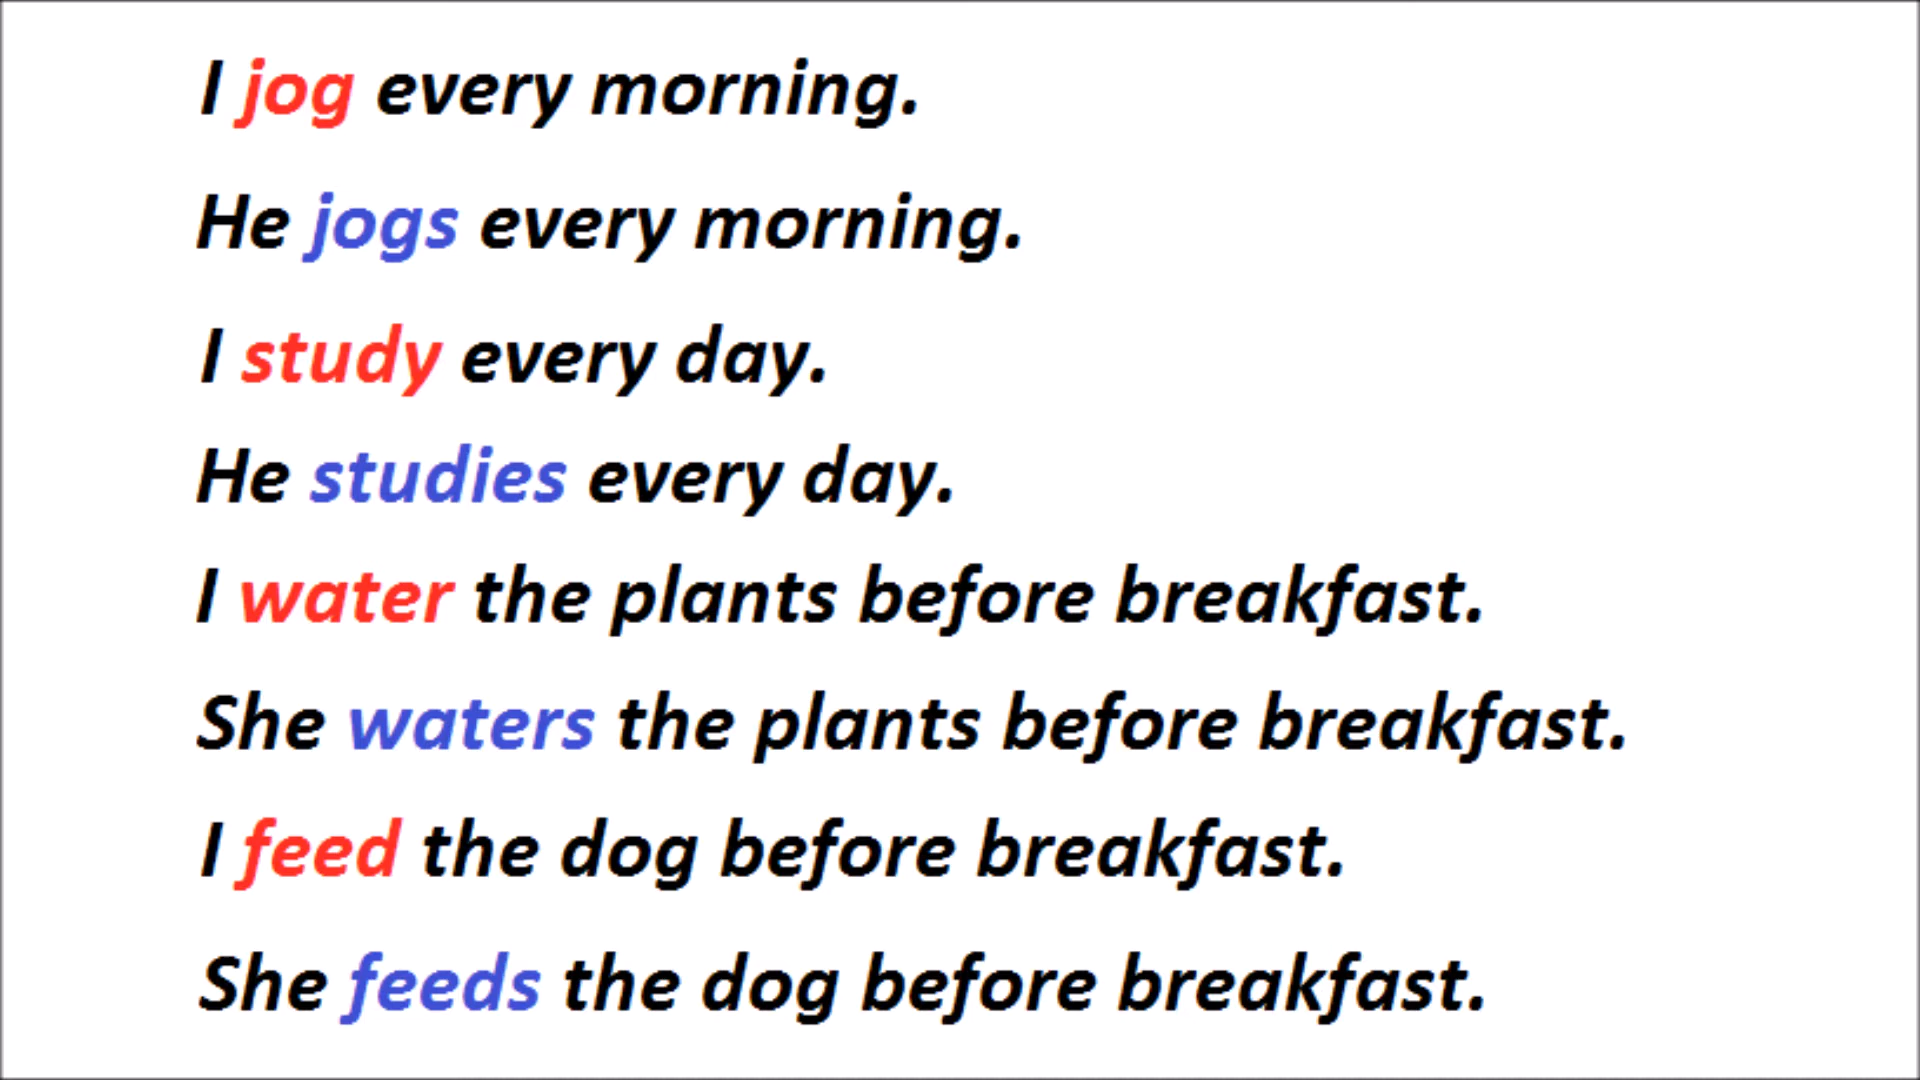 I jog every morning.
He jogs every morning.
I study every day.
He studies every day.
I water the plants before breakfast.
She waters the plants before breakfast.
I feed the dog before breakfast.
She feeds the dog before breakfast.